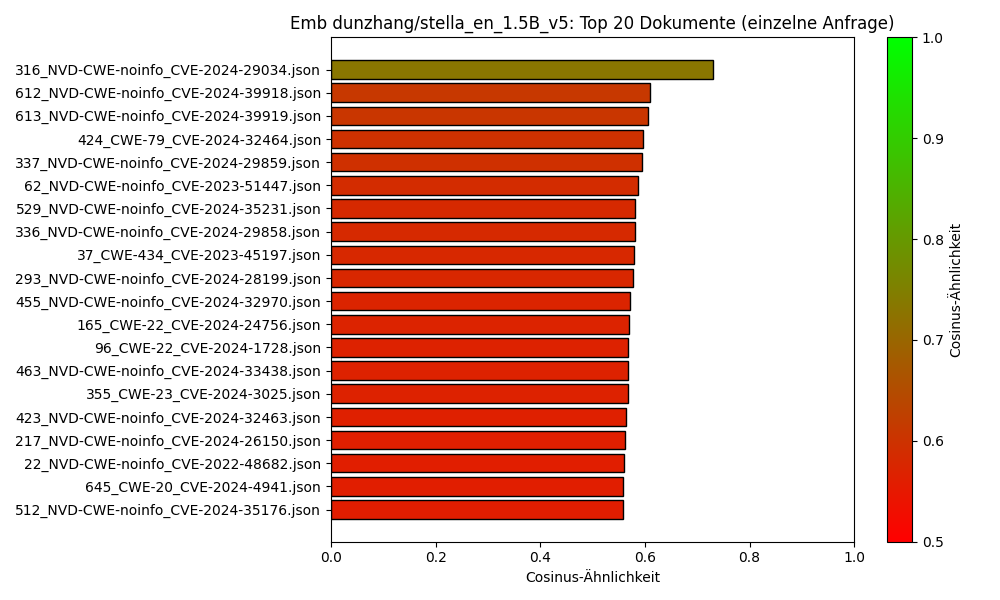 Emb dunzhang/stella_en_1.5B_v5: Top 20 Dokumente (einzelne Anfrage)
316_NVD-CWE-noinfo_CVE-2024-29034.json
612_NVD-CWE-noinfo_CVE-2024-39918.json
613_NVD-CWE-noinfo_CVE-2024-39919.json
424_CWE-79_CVE-2024-32464.json
337_NVD-CWE-noinfo_CVE-2024-29859.json
62_NVD-CWE-noinfo_CVE-2023-51447.json
529_NVD-CWE-noinfo_CVE-2024-35231.json
336_NVD-CWE-noinfo_CVE-2024-29858.json
37_CWE-434_CVE-2023-45197.json
293_NVD-CWE-noinfo_CVE-2024-28199.json
455_NVD-CWE-noinfo_CVE-2024-32970.json
165_CWE-22_CVE-2024-24756.json
96_CWE-22_CVE-2024-1728.json
463_NVD-CWE-noinfo_CVE-2024-33438.json
355_CWE-23_CVE-2024-3025.json
423_NVD-CWE-noinfo_CVE-2024-32463.json
217_NVD-CWE-noinfo_CVE-2024-26150.json
22_NVD-CWE-noinfo_CVE-2022-48682.json
645_CWE-20_CVE-2024-4941.json
512_NVD-CWE-noinfo_CVE-2024-35176.json
0.0 0.2 0.4 0.6 0.8 1.0
Cosinus-Ähnlichkeit
1.0
0.9
0.8
0.7
0.6
0.5
Cosinus-Ähnlichkeit